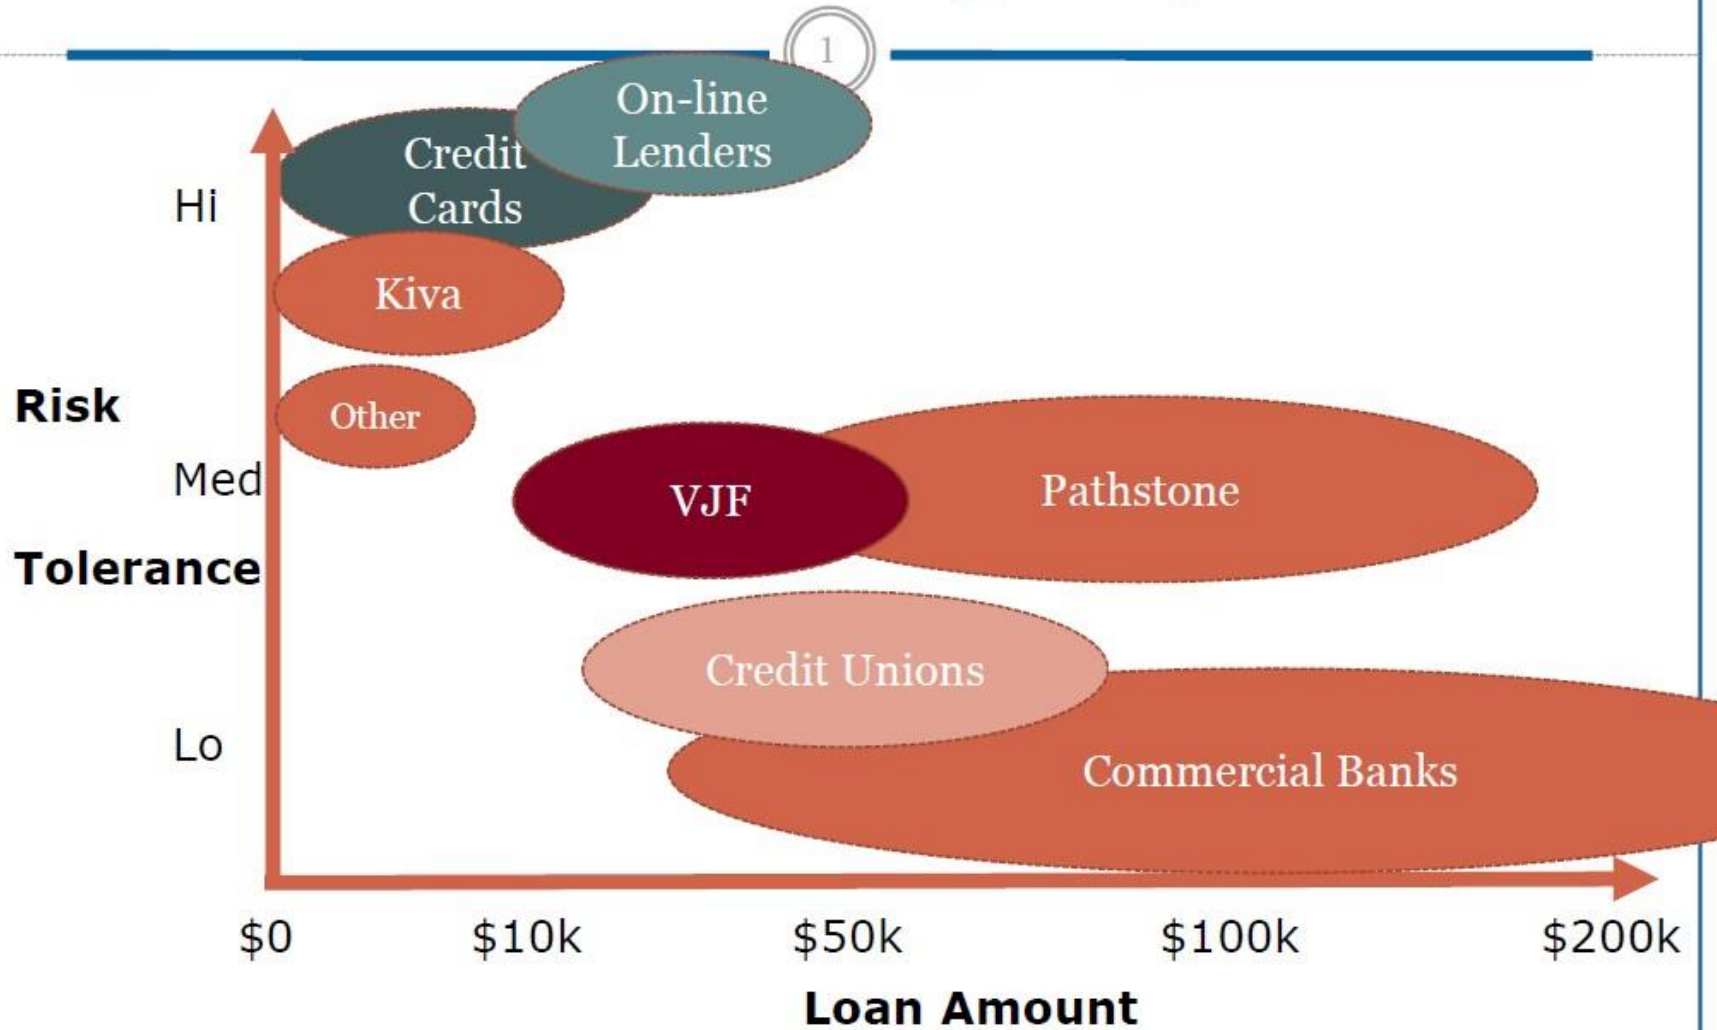 1
On-line
Lenders
Credit
Cards
Hi
Kiva
Risk
Other
Med
VJF
Pathstone
Tolerance
Credit Unions
Lo
Commercial Banks
$0 $10k $50k $100k $200k
Loan Amount